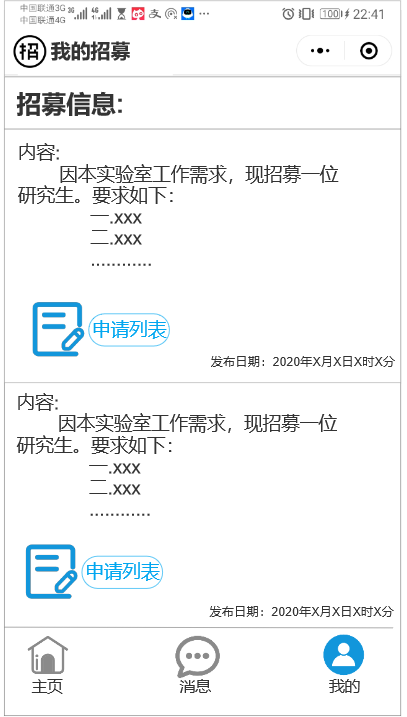 中国联通3G
中国联通4G
3G
4G
100
22:41
招 我的招募
招募信息:
内容:
因本实验室工作需求，现招募一位
研究生。要求如下：
一.xxx
二.xxx
............
申请列表
发布日期：2020年X月X日X时X分
内容:
因本实验室工作需求，现招募一位
研究生。要求如下：
一.xxx
二.xxx
............
申请列表
发布日期：2020年X月X日X时X分
主页 消息 我的